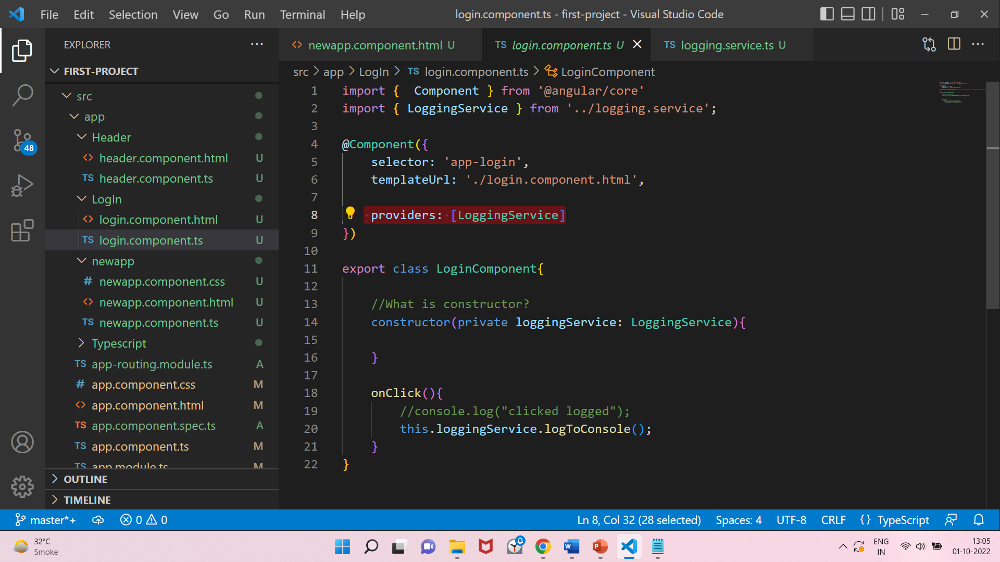 File Edit Selection View Go Run Terminal Help
login.component.ts - first-project - Visual Studio Code
EXPLORER
FIRST-PROJECT
src
app
Header
header.component.html U
TS header.component.ts U
LogIn
login.component.html U
TS login.component.ts U
newapp
# newapp.component.css U
newapp.component.html U
TS newapp.component.ts U
Typescript
TS app-routing.module.ts A
# app.component.css M
app.component.html M
TS app.component.spec.ts A
TS app.component.ts M
TS app.module.ts M
OUTLINE
TIMELINE
48
newapp.component.html U
TS login.component.ts U
TS logging.service.ts U
src > app > LogIn > TS login.component.ts > LoginComponent
1 import {  Component } from '@angular/core'
2 import { LoggingService } from '../logging.service';
3
4 @Component({
5     selector: 'app-login',
6     templateUrl: './login.component.html',
7
8     providers: [LoggingService]
9 })
10
11 export class LoginComponent{
12
13     //What is constructor?
14     constructor(private loggingService: LoggingService){
15
16     }
17
18     onClick(){
19         //console.log("clicked logged");
20         this.loggingService.logToConsole();
21     }
22 }
master*+ 0 0
Ln 8, Col 32 (28 selected) Spaces: 4 UTF-8 CRLF {} TypeScript
32°C
Smoke
ENG
IN
13:05
01-10-2022